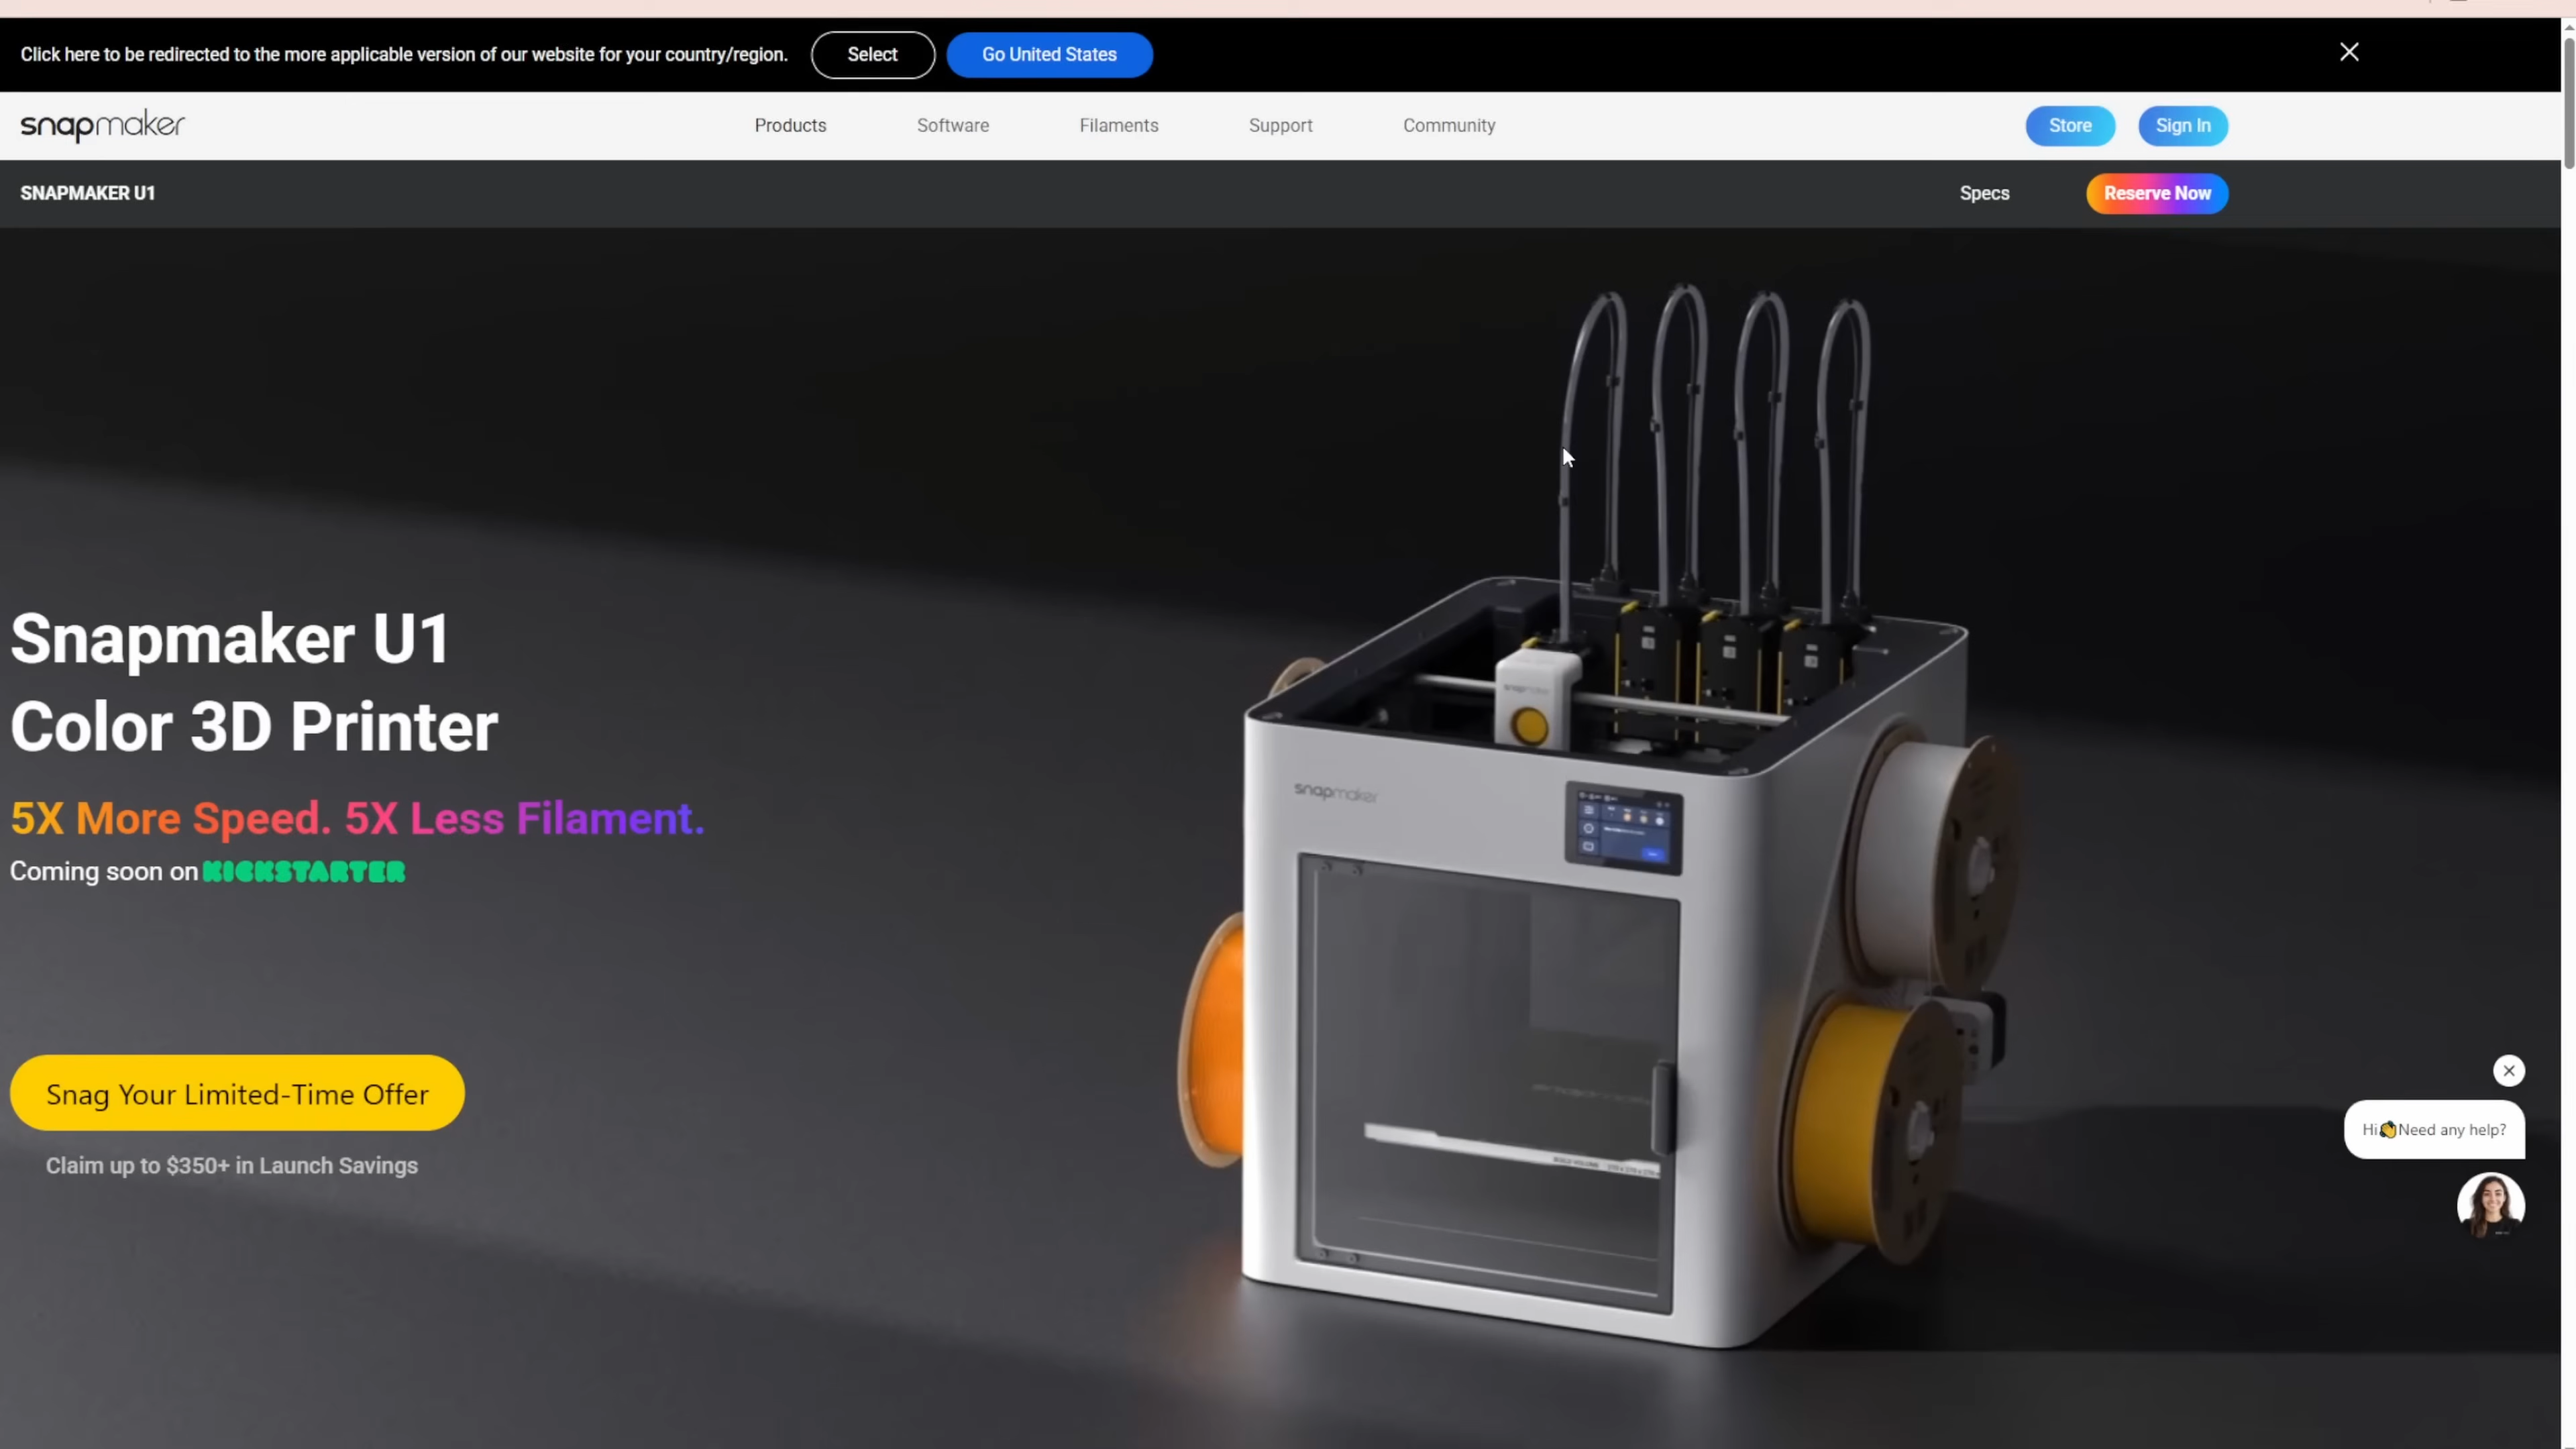 Click here to be redirected to the more applicable version of our website for your country/region.
Select
Go United States
snapmaker
Products
Software
Filaments
Support
Community
Store
Sign In
SNAPMAKER U1
Specs
Reserve Now
Snapmaker U1
Color 3D Printer
5X More Speed. 5X Less Filament.
Coming soon on KICKSTARTER
Snag Your Limited-Time Offer
Claim up to $350+ in Launch Savings
snapmaker
snapmaker
Hi👋Need any help?